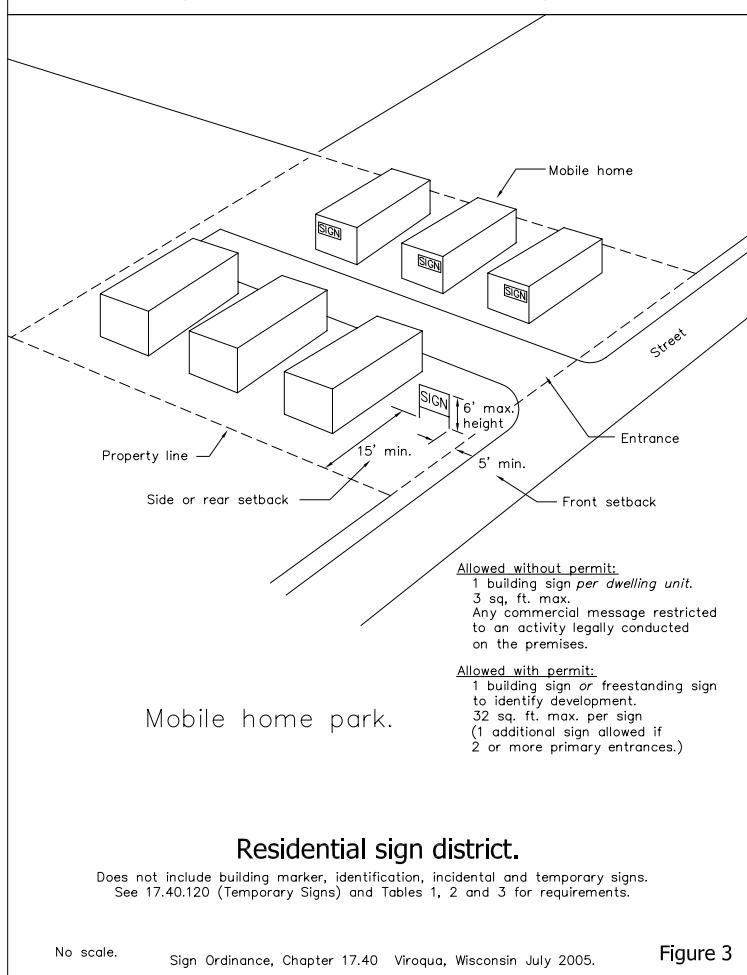 Mobile home
SIGN
SIGN
SIGN
Street
SIGN
6' max.
height
Entrance
15' min.
Property line
5' min.
Side or rear setback
Front setback
Allowed without permit:
1 building sign per dwelling unit.
3 sq, ft. max.
Any commercial message restricted
to an activity legally conducted
on the premises.
Allowed with permit:
1 building sign or freestanding sign
to identify development.
32 sq. ft. max. per sign
(1 additional sign allowed if
2 or more primary entrances.)
Mobile home park.
Residential sign district.
Does not include building marker, identification, incidental and temporary signs.
See 17.40.120 (Temporary Signs) and Tables 1, 2 and 3 for requirements.
No scale.
Sign Ordinance, Chapter 17.40 Viroqua, Wisconsin July 2005.
Figure 3